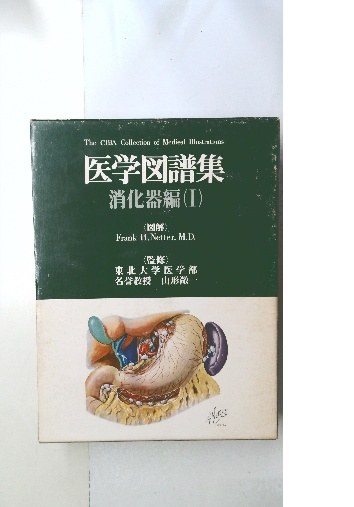 The CIBA Collection of Medical Illustrations
医学図譜集
消化器編(I)
〈図解〉
Frank H. Netter, M.D.
〈監修〉
東北大学医学部
名誉教授 山形敞一